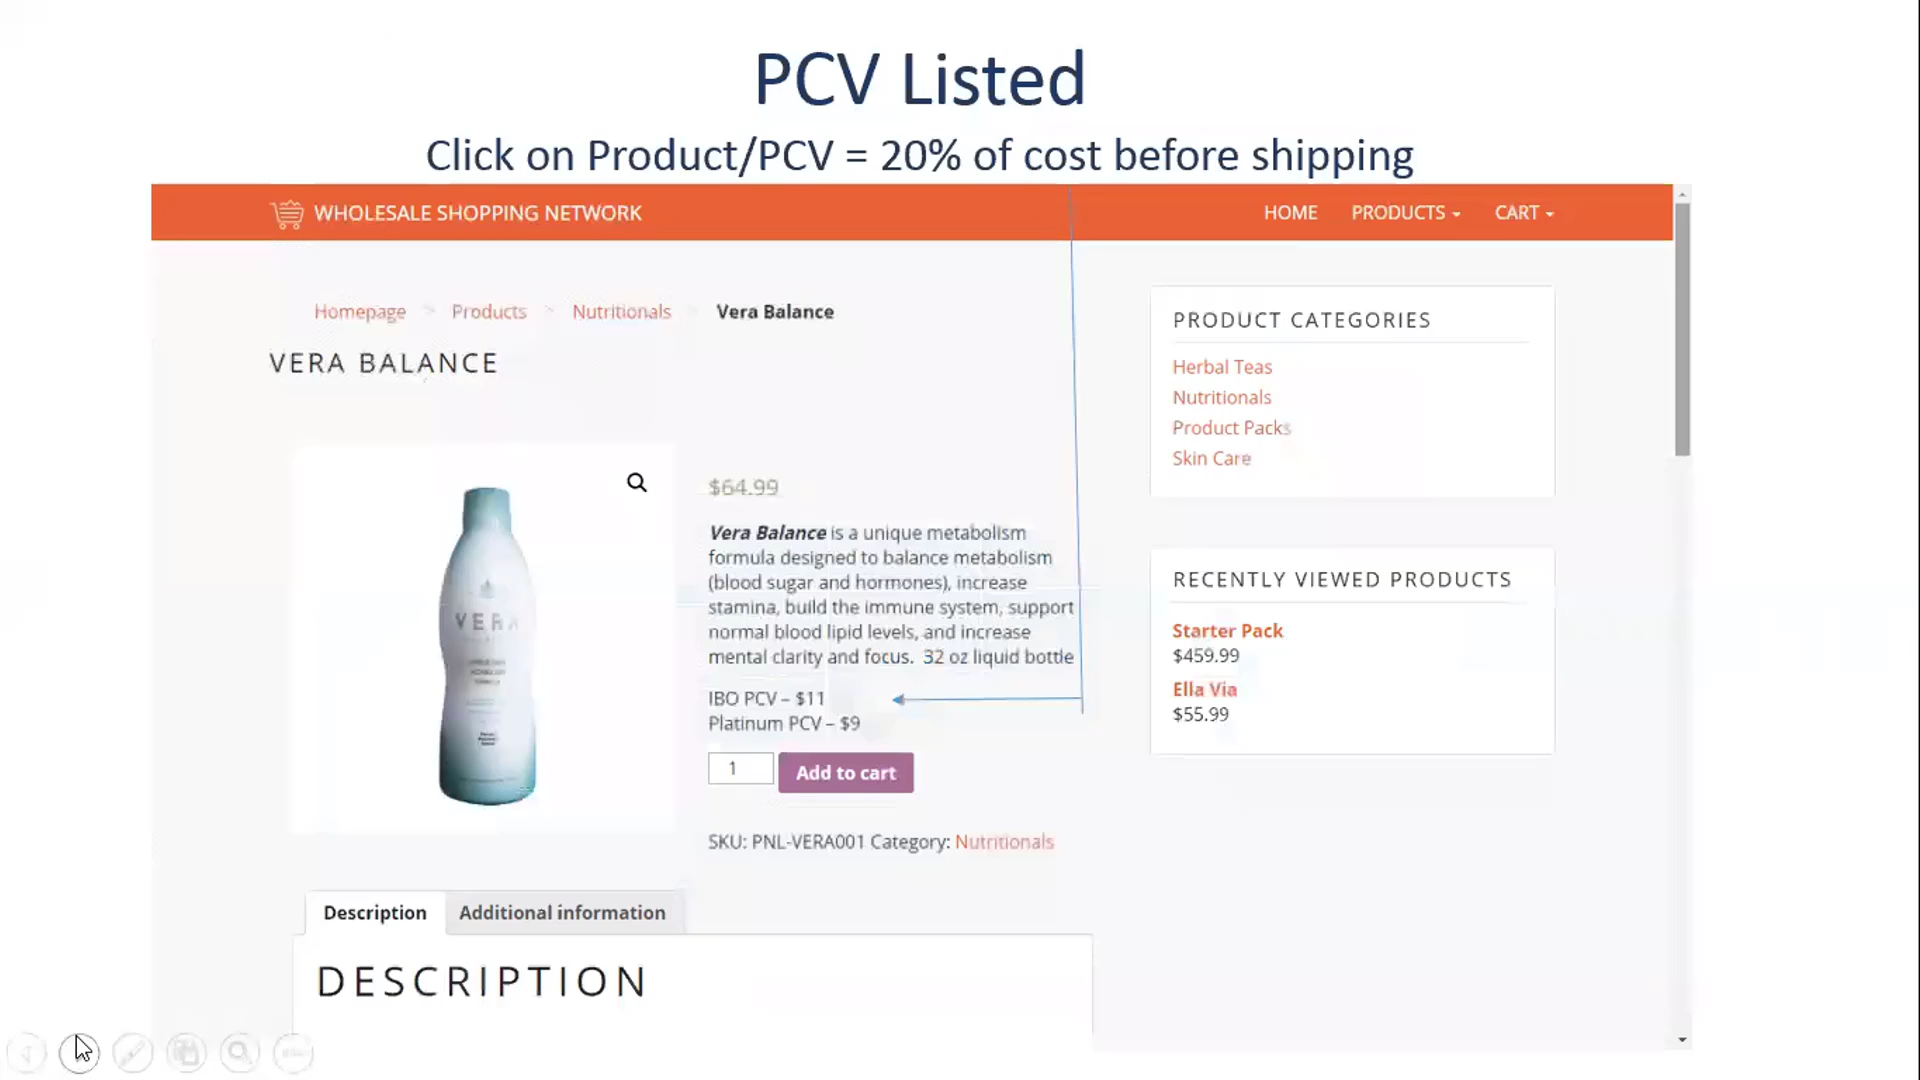 PCV Listed
Click on Product/PCV = 20% of cost before shipping
WHOLESALE SHOPPING NETWORK
HOME
PRODUCTS
CART
Homepage > Products > Nutritionals > Vera Balance
VERA BALANCE
$64.99
Vera Balance is a unique metabolism
formula designed to balance metabolism
(blood sugar and hormones), increase
stamina, build the immune system, support
normal blood lipid levels, and increase
mental clarity and focus. 32 oz liquid bottle
IBO PCV – $11
Platinum PCV – $9
1
Add to cart
SKU: PNL-VERA001 Category: Nutritionals
VERA
Description
Additional information
DESCRIPTION
PRODUCT CATEGORIES
Herbal Teas
Nutritionals
Product Packs
Skin Care
RECENTLY VIEWED PRODUCTS
Starter Pack
$459.99
Ella Via
$55.99